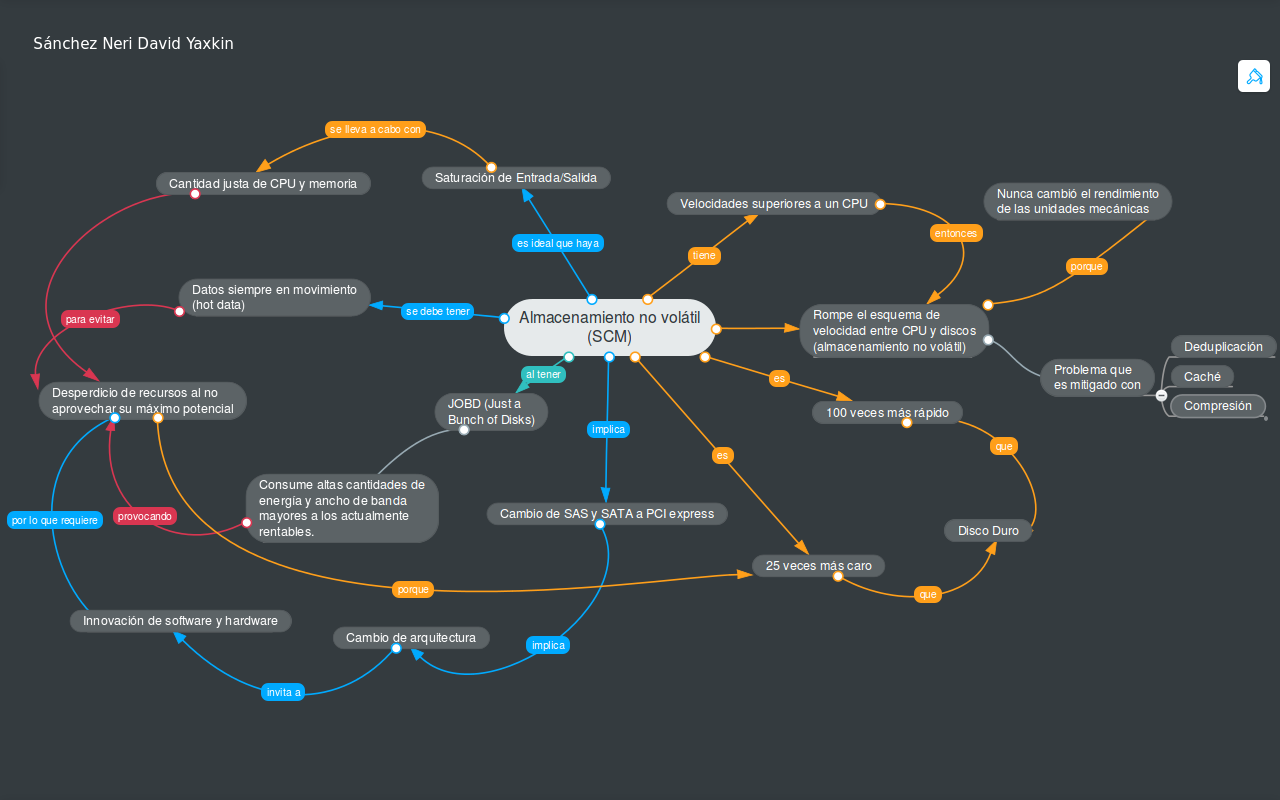 Sánchez Neri David Yaxkin
se lleva a cabo con
Saturación de Entrada/Salida
Cantidad justa de CPU y memoria
Velocidades superiores a un CPU
Nunca cambió el rendimiento
de las unidades mecánicas
es ideal que haya
tiene
entonces
porque
Datos siempre en movimiento
(hot data)
para evitar
se debe tener
Almacenamiento no volátil
(SCM)
Rompe el esquema de
velocidad entre CPU y discos
(almacenamiento no volátil)
Problema que
es mitigado con
Deduplicación
Caché
Compresión
al tener
es
Desperdicio de recursos al no
aprovechar su máximo potencial
JOBD (Just a
Bunch of Disks)
100 veces más rápido
implica
es
que
Consume altas cantidades de
energía y ancho de banda
mayores a los actualmente
rentables.
por lo que requiere
provocando
Cambio de SAS y SATA a PCI express
Disco Duro
25 veces más caro
porque
que
Innovación de software y hardware
Cambio de arquitectura
implica
invita a